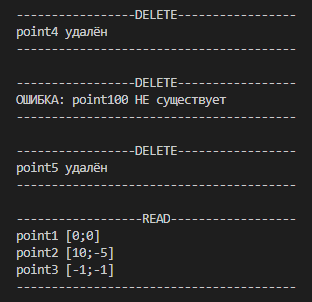 -----------------DELETE-----------------
point4 удалён
----------------------------------------
-----------------DELETE-----------------
ОШИБКА: point100 НЕ существует
----------------------------------------
-----------------DELETE-----------------
point5 удалён
----------------------------------------
------------------READ------------------
point1 [0;0]
point2 [10;-5]
point3 [-1;-1]
----------------------------------------